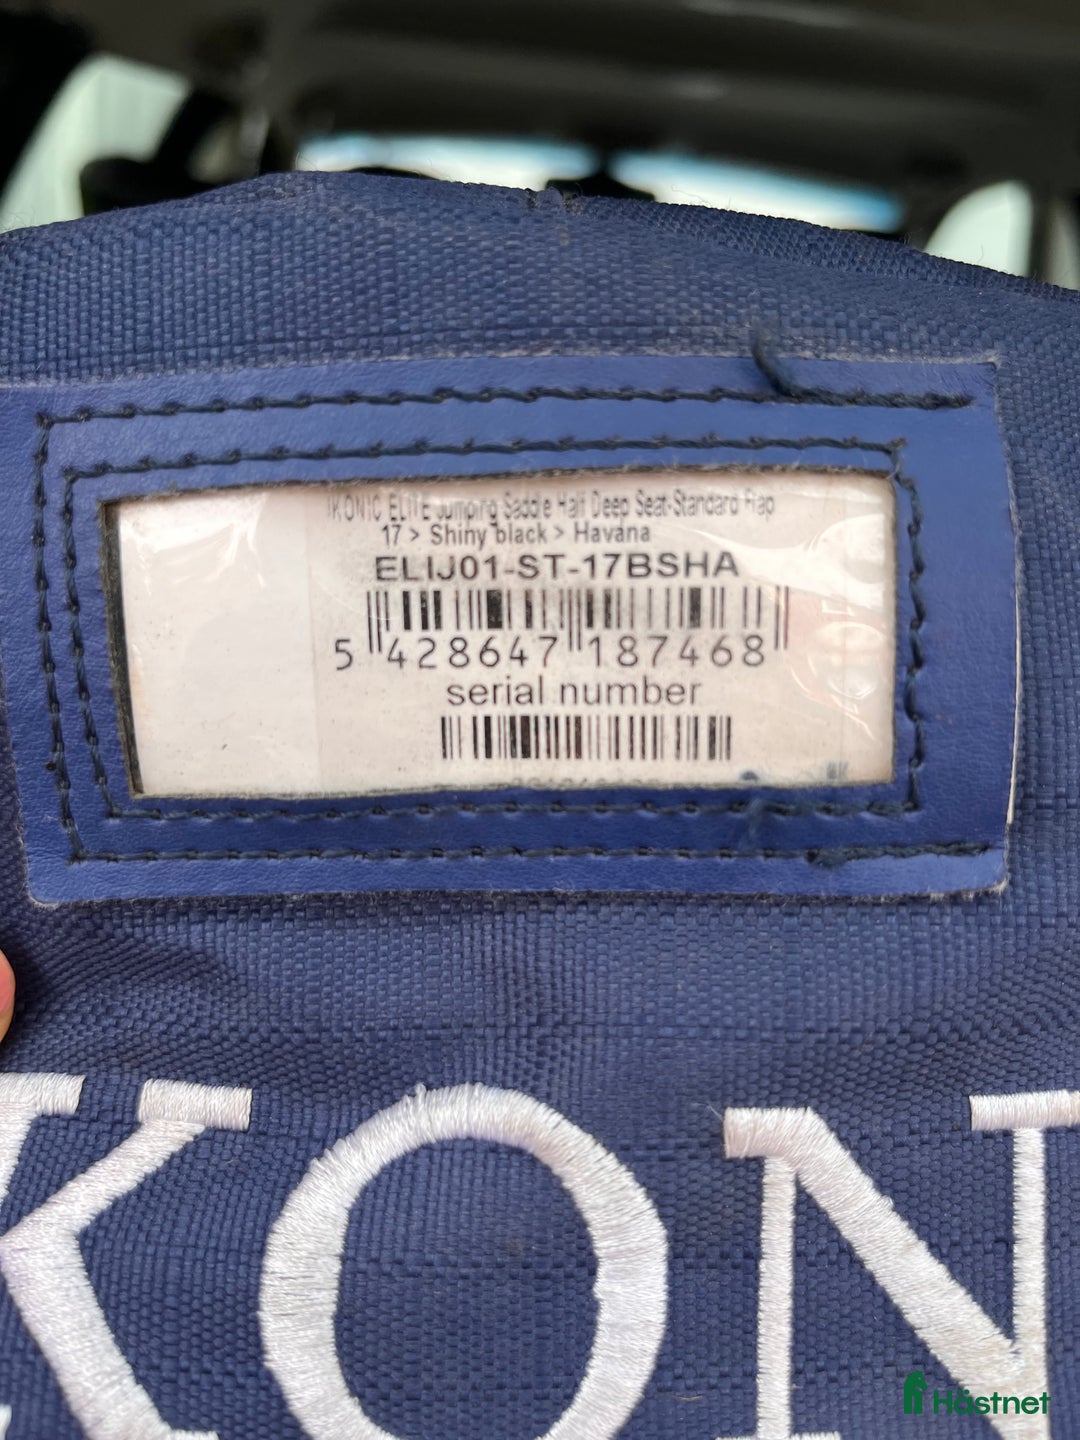 IKONIC ELITE Jumping Saddle Half Deep Seat-Standard Flap
17 > Shiny black > Havana
ELIJ01-ST-17BSHA
5 428647 187468
serial number
KON
Hästnet